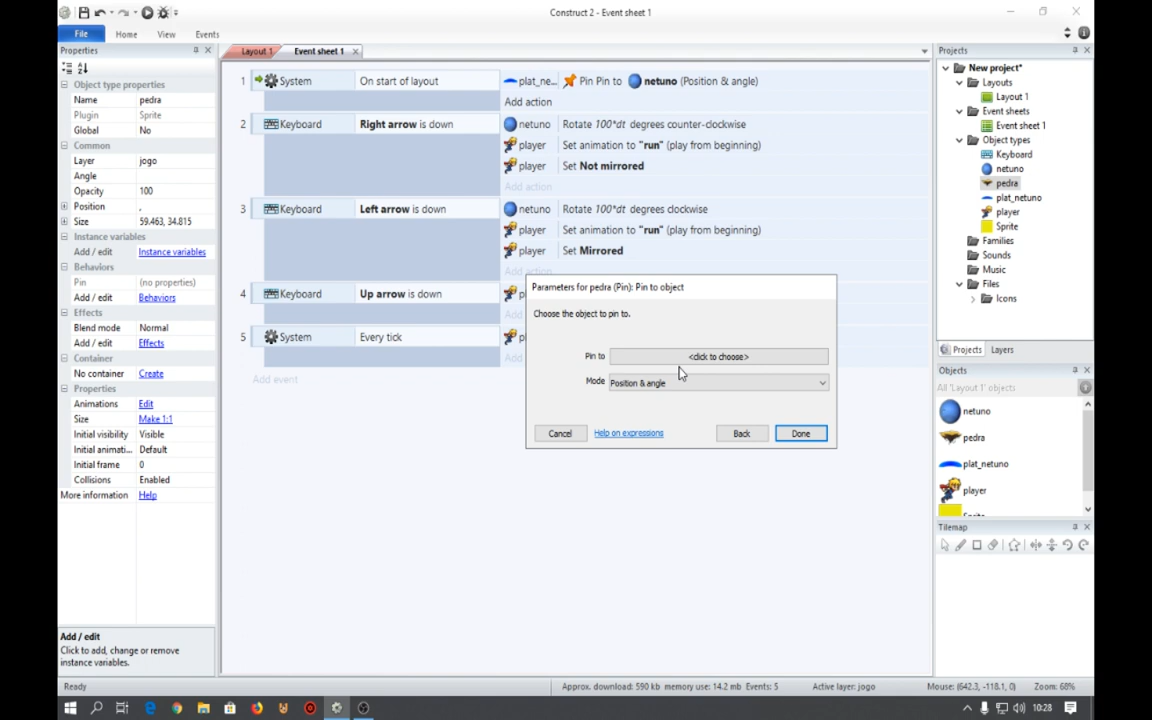 Construct 2 - Event sheet 1
File Home View Events
Properties
Object type properties
Name pedra
Plugin Sprite
Global No
Common
Layer jogo
Angle
Opacity 100
Position ,
Size 59.463, 34.815
Instance variables
Add / edit Instance variables
Behaviors
Pin (no properties)
Add / edit Behaviors
Effects
Blend mode Normal
Add / edit Effects
Container
No container Create
Properties
Animations Edit
Size Make 1:1
Initial visibility Visible
Initial animati... Default
Initial frame 0
Collisions Enabled
More information Help
Add / edit
Click to add, change or remove
instance variables.
Layout 1 Event sheet 1
1 System On start of layout plat_ne... Pin Pin to netuno (Position & angle)
Add action
2 Keyboard Right arrow is down netuno Rotate 100*dt degrees counter-clockwise
player Set animation to "run" (play from beginning)
player Set Not mirrored
Add action
3 Keyboard Left arrow is down netuno Rotate 100*dt degrees clockwise
player Set animation to "run" (play from beginning)
player Set Mirrored
Add action
4 Keyboard Up arrow is down
5 System Every tick
Add event
Parameters for pedra (Pin): Pin to object
Choose the object to pin to.
Pin to <click to choose>
Mode Position & angle
Cancel Help on expressions Back Done
Projects
New project*
Layouts
Layout 1
Event sheets
Event sheet 1
Object types
Keyboard
netuno
pedra
plat_netuno
player
Sprite
Families
Sounds
Music
Files
Icons
Projects Layers
Objects
All 'Layout 1' objects
netuno
pedra
plat_netuno
player
Tilemap
Ready Approx. download: 590 kb memory use: 14.2 mb Events: 5 Active layer: jogo Mouse: (642.3, -118.1, 0) Zoom: 68%
10:28